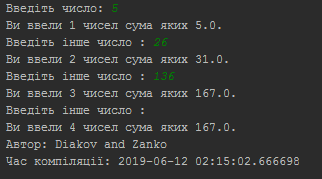 Введіть число: 5
Ви ввели 1 чисел сума яких 5.0.
Введіть інше число : 26
Ви ввели 2 чисел сума яких 31.0.
Введіть інше число : 136
Ви ввели 3 чисел сума яких 167.0.
Введіть інше число :
Ви ввели 4 чисел сума яких 167.0.
Автор: Diakov and Zanko
Час компіляції: 2019-06-12 02:15:02.666698